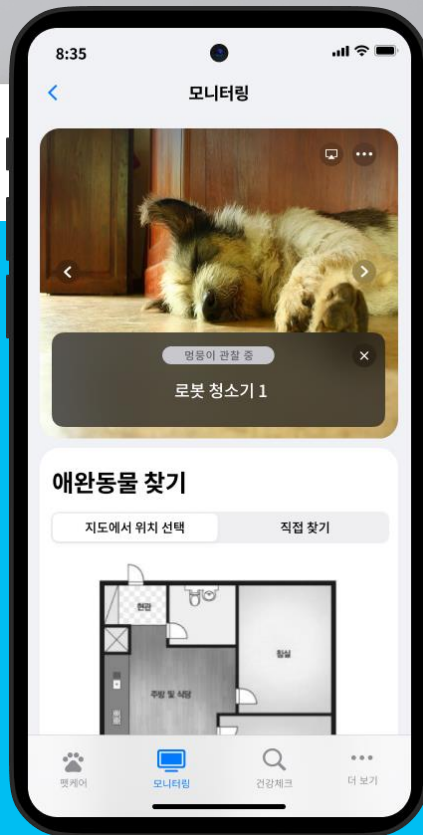 8:35
모니터링
멍뭉이 관찰 중
로봇 청소기 1
애완동물 찾기
지도에서 위치 선택
직접 찾기
현관
침실
주방 및 식당
펫케어
모니터링
건강체크
더 보기